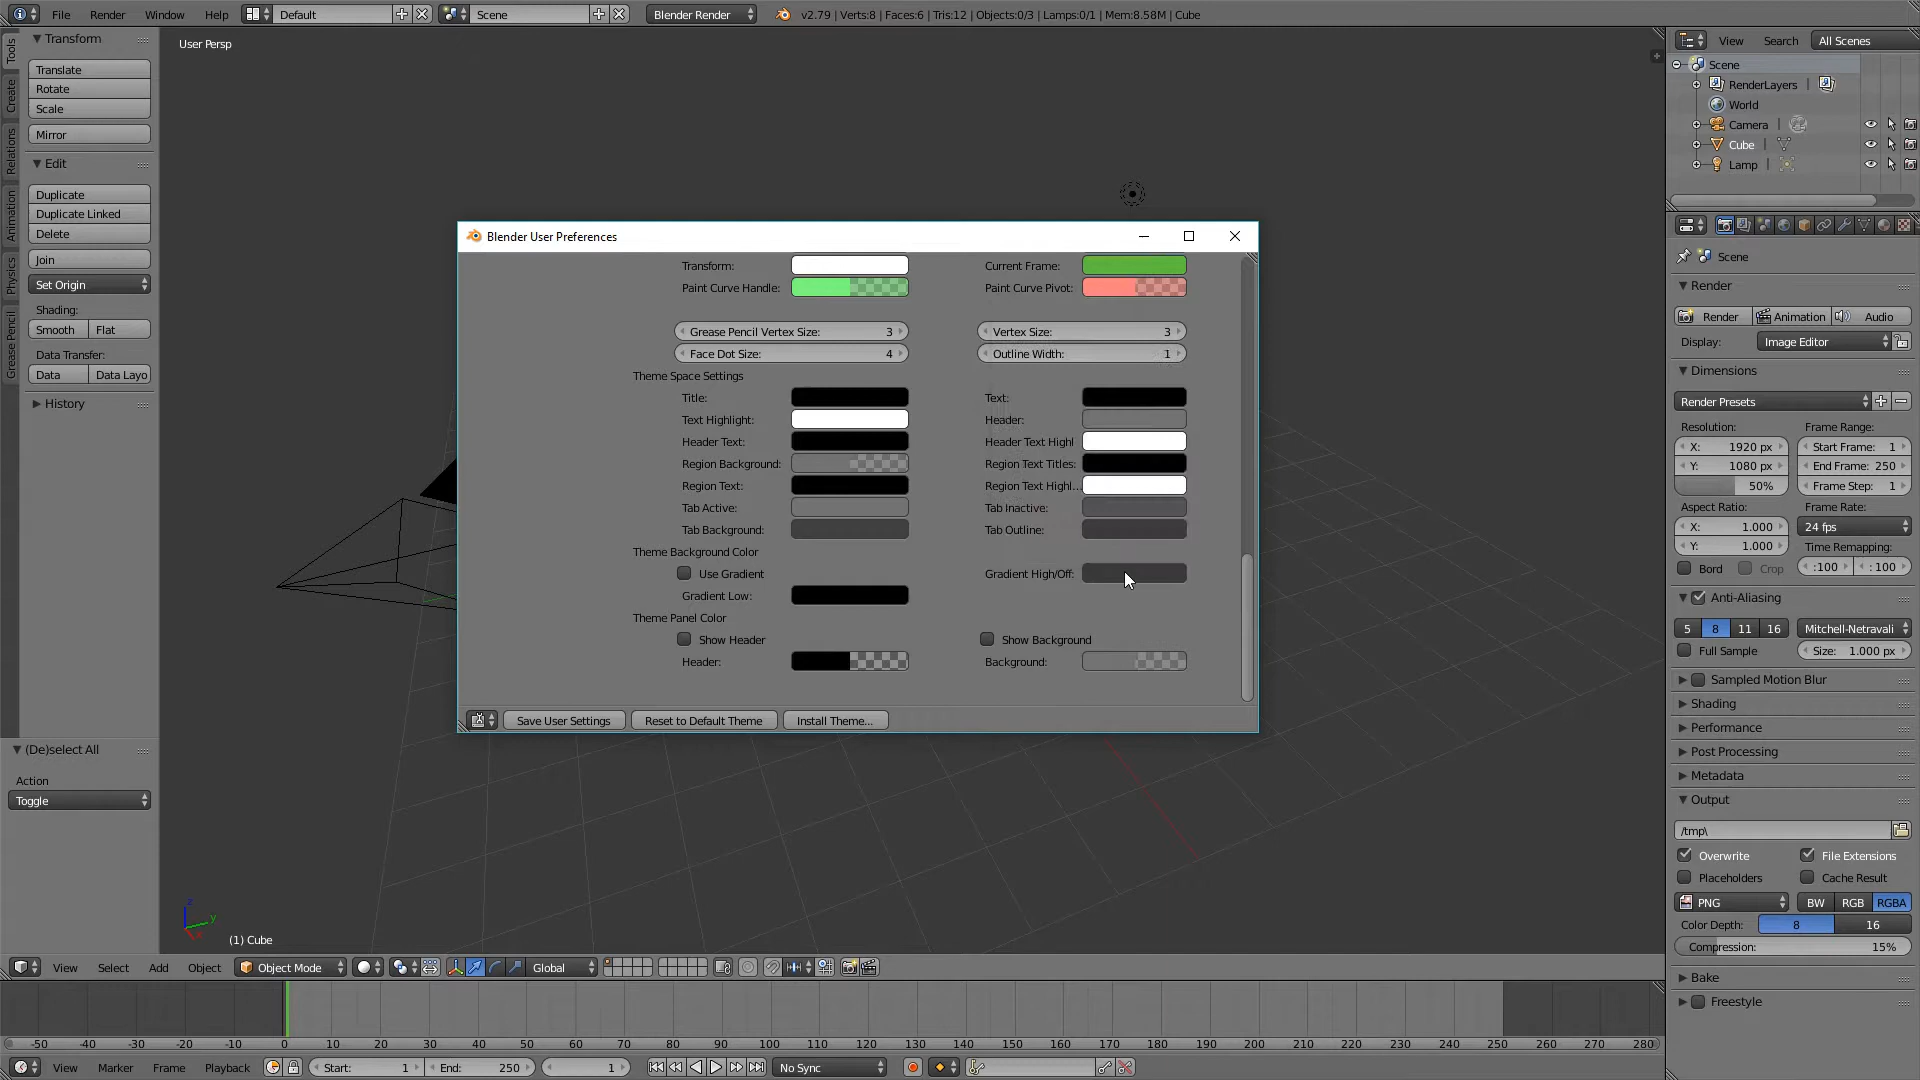 File Render Window Help Default Scene Blender Render v2.79 | Verts:8 | Faces:6 | Tris:12 | Objects:0/3 | Lamps:0/1 | Mem:8.58M | Cube
Tools
Create
Relations
Animation
Physics
Grease Pencil
Transform
Translate
Rotate
Scale
Mirror
Edit
Duplicate
Duplicate Linked
Delete
Join
Set Origin
Shading:
Smooth Flat
Data Transfer:
Data Data Layo
History
(De)select All
Action
Toggle
User Persp
Blender User Preferences
Transform: Current Frame:
Paint Curve Handle: Paint Curve Pivot:
Grease Pencil Vertex Size: 3 Vertex Size: 3
Face Dot Size: 4 Outline Width: 1
Theme Space Settings
Title: Text:
Text Highlight: Header:
Header Text: Header Text Highl
Region Background: Region Text Titles:
Region Text: Region Text Highl...
Tab Active: Tab Inactive:
Tab Background: Tab Outline:
Theme Background Color
Use Gradient Gradient High/Off:
Gradient Low:
Theme Panel Color
Show Header Show Background
Header: Background:
Save User Settings Reset to Default Theme Install Theme...
z
y
x
(1) Cube
View Select Add Object Object Mode Global
-50 -40 -30 -20 -10 0 10 20 30 40 50 60 70 80 90 100 110 120 130 140 150 160 170 180 190 200 210 220 230 240 250 260 270 280
View Marker Frame Playback Start: 1 End: 250 1 No Sync
View Search All Scenes
Scene
RenderLayers |
World
Camera |
Cube |
Lamp |
Scene
Render
Render Animation Audio
Display: Image Editor
Dimensions
Render Presets
Resolution: Frame Range:
X: 1920 px Start Frame: 1
Y: 1080 px End Frame: 250
50% Frame Step: 1
Aspect Ratio: Frame Rate:
X: 1.000 24 fps
Y: 1.000 Time Remapping:
Bord Crop :100 : 100
Anti-Aliasing
5 8 11 16 Mitchell-Netravali
Full Sample Size: 1.000 px
Sampled Motion Blur
Shading
Performance
Post Processing
Metadata
Output
/tmp\
Overwrite File Extensions
Placeholders Cache Result
PNG BW RGB RGBA
Color Depth: 8 16
Compression: 15%
Bake
Freestyle